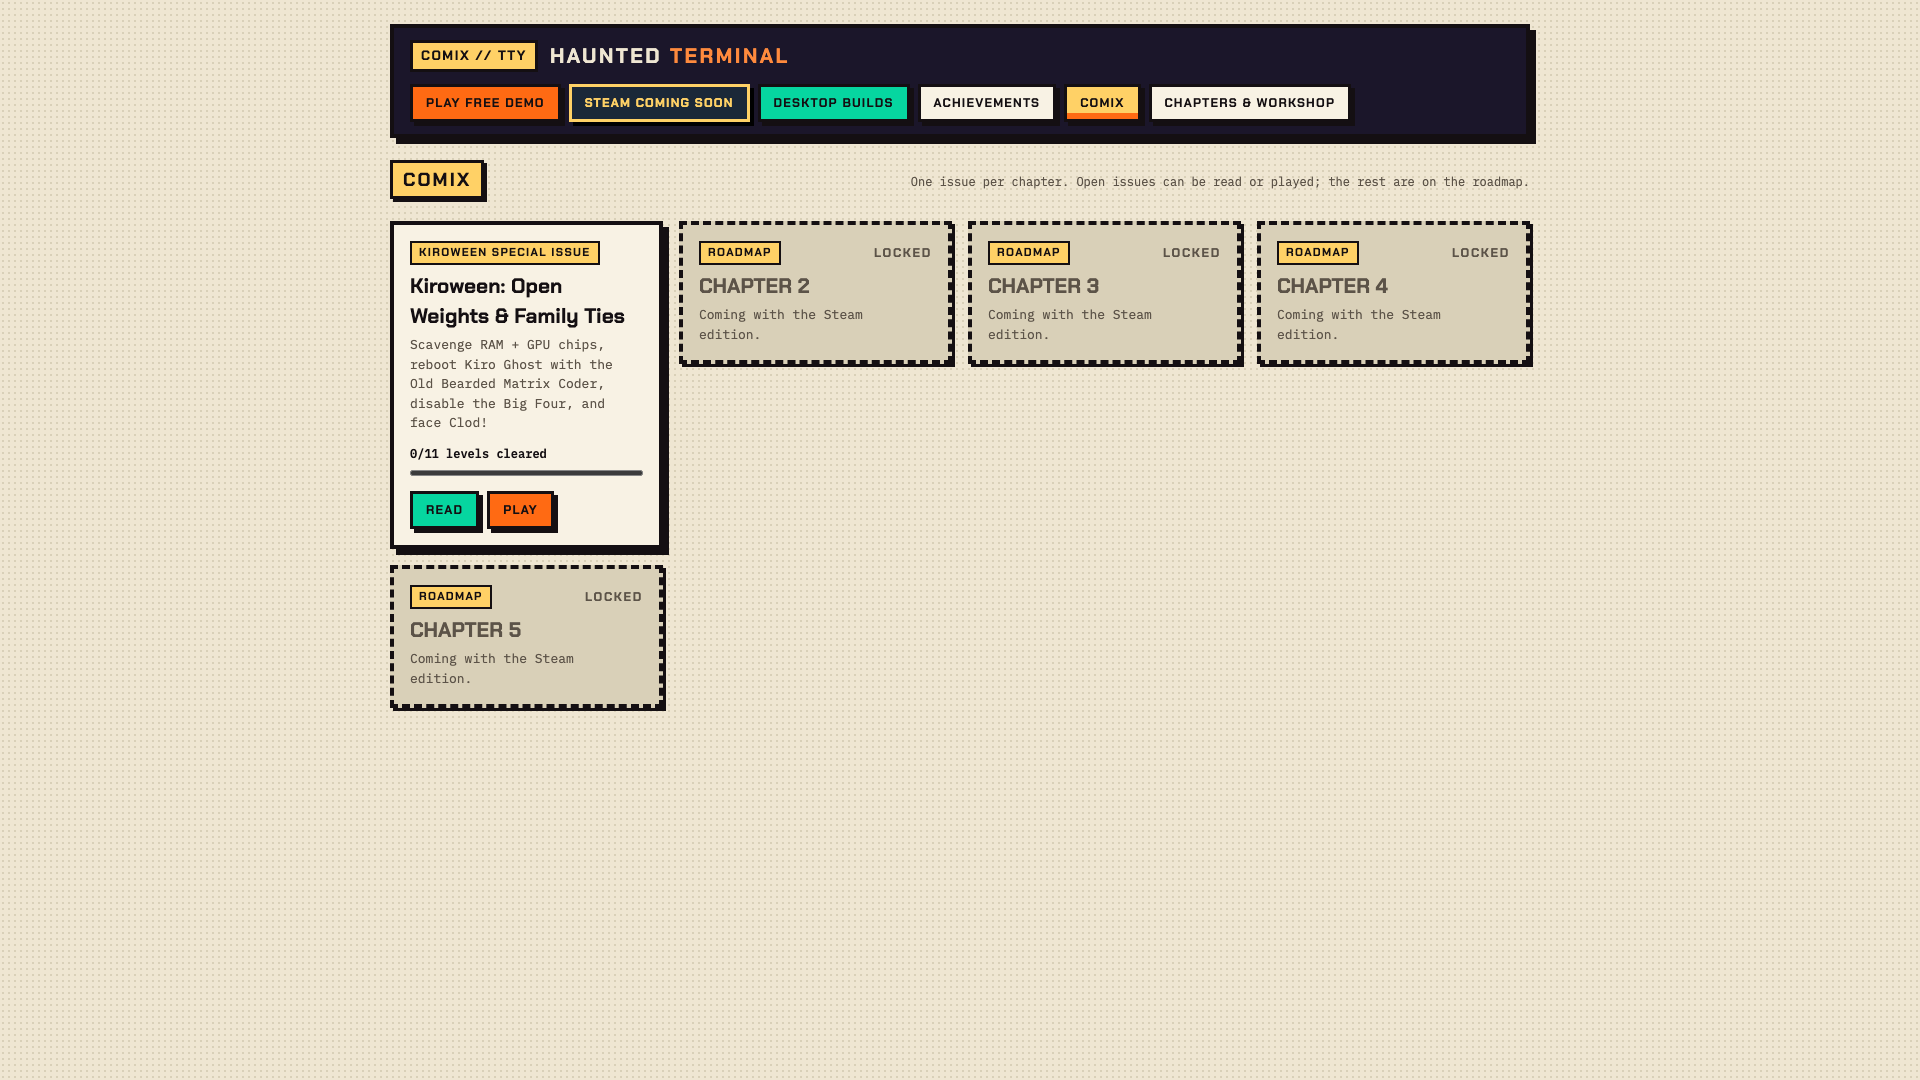 COMIX // TTY HAUNTED TERMINAL
PLAY FREE DEMO STEAM COMING SOON DESKTOP BUILDS ACHIEVEMENTS COMIX CHAPTERS & WORKSHOP
COMIX
One issue per chapter. Open issues can be read or played; the rest are on the roadmap.
KIROWEEN SPECIAL ISSUE
Kiroween: Open
Weights & Family Ties
Scavenge RAM + GPU chips,
reboot Kiro Ghost with the
Old Bearded Matrix Coder,
disable the Big Four, and
face Clod!
0/11 levels cleared
READ PLAY
ROADMAP LOCKED
CHAPTER 2
Coming with the Steam
edition.
ROADMAP LOCKED
CHAPTER 3
Coming with the Steam
edition.
ROADMAP LOCKED
CHAPTER 4
Coming with the Steam
edition.
ROADMAP LOCKED
CHAPTER 5
Coming with the Steam
edition.